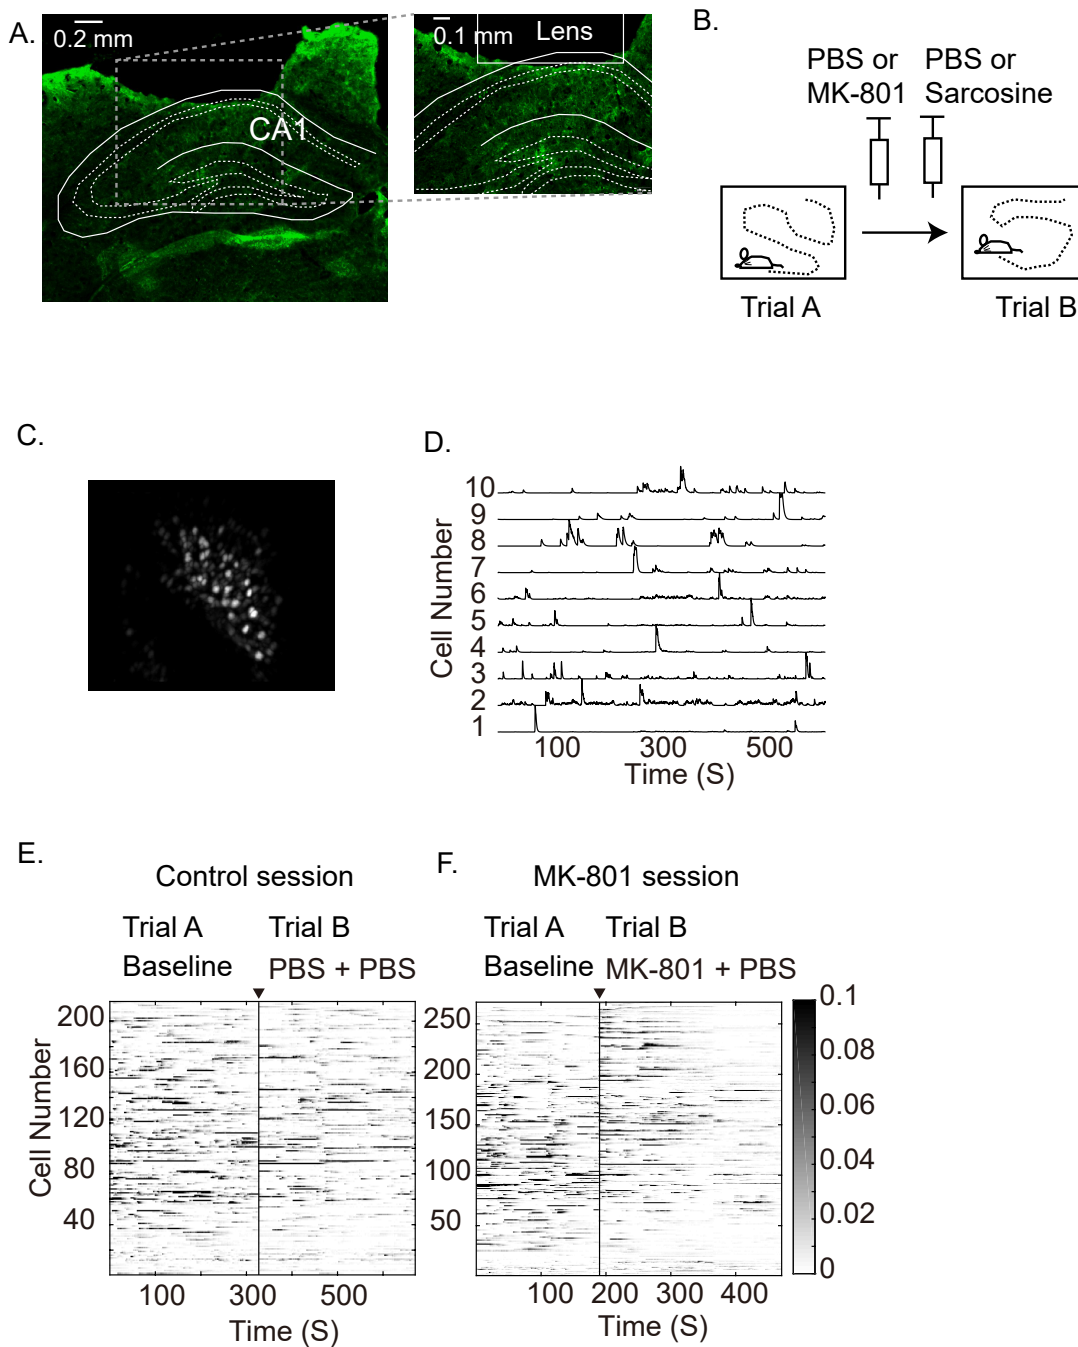 A.
0.2 mm
CA1
0.1 mm
Lens
B.
PBS or
MK-801
PBS or
Sarcosine
Trial A
Trial B
C.
D.
Cell Number
10
9
8
7
6
5
4
3
2
1
100 300 500
Time (S)
E.
Control session
Trial A
Baseline
Trial B
PBS + PBS
Cell Number
200
160
120
80
40
100 300 500
Time (S)
F.
MK-801 session
Trial A
Baseline
Trial B
MK-801 + PBS
250
200
150
100
50
100 200 300 400
Time (S)
0.1
0.08
0.06
0.04
0.02
0